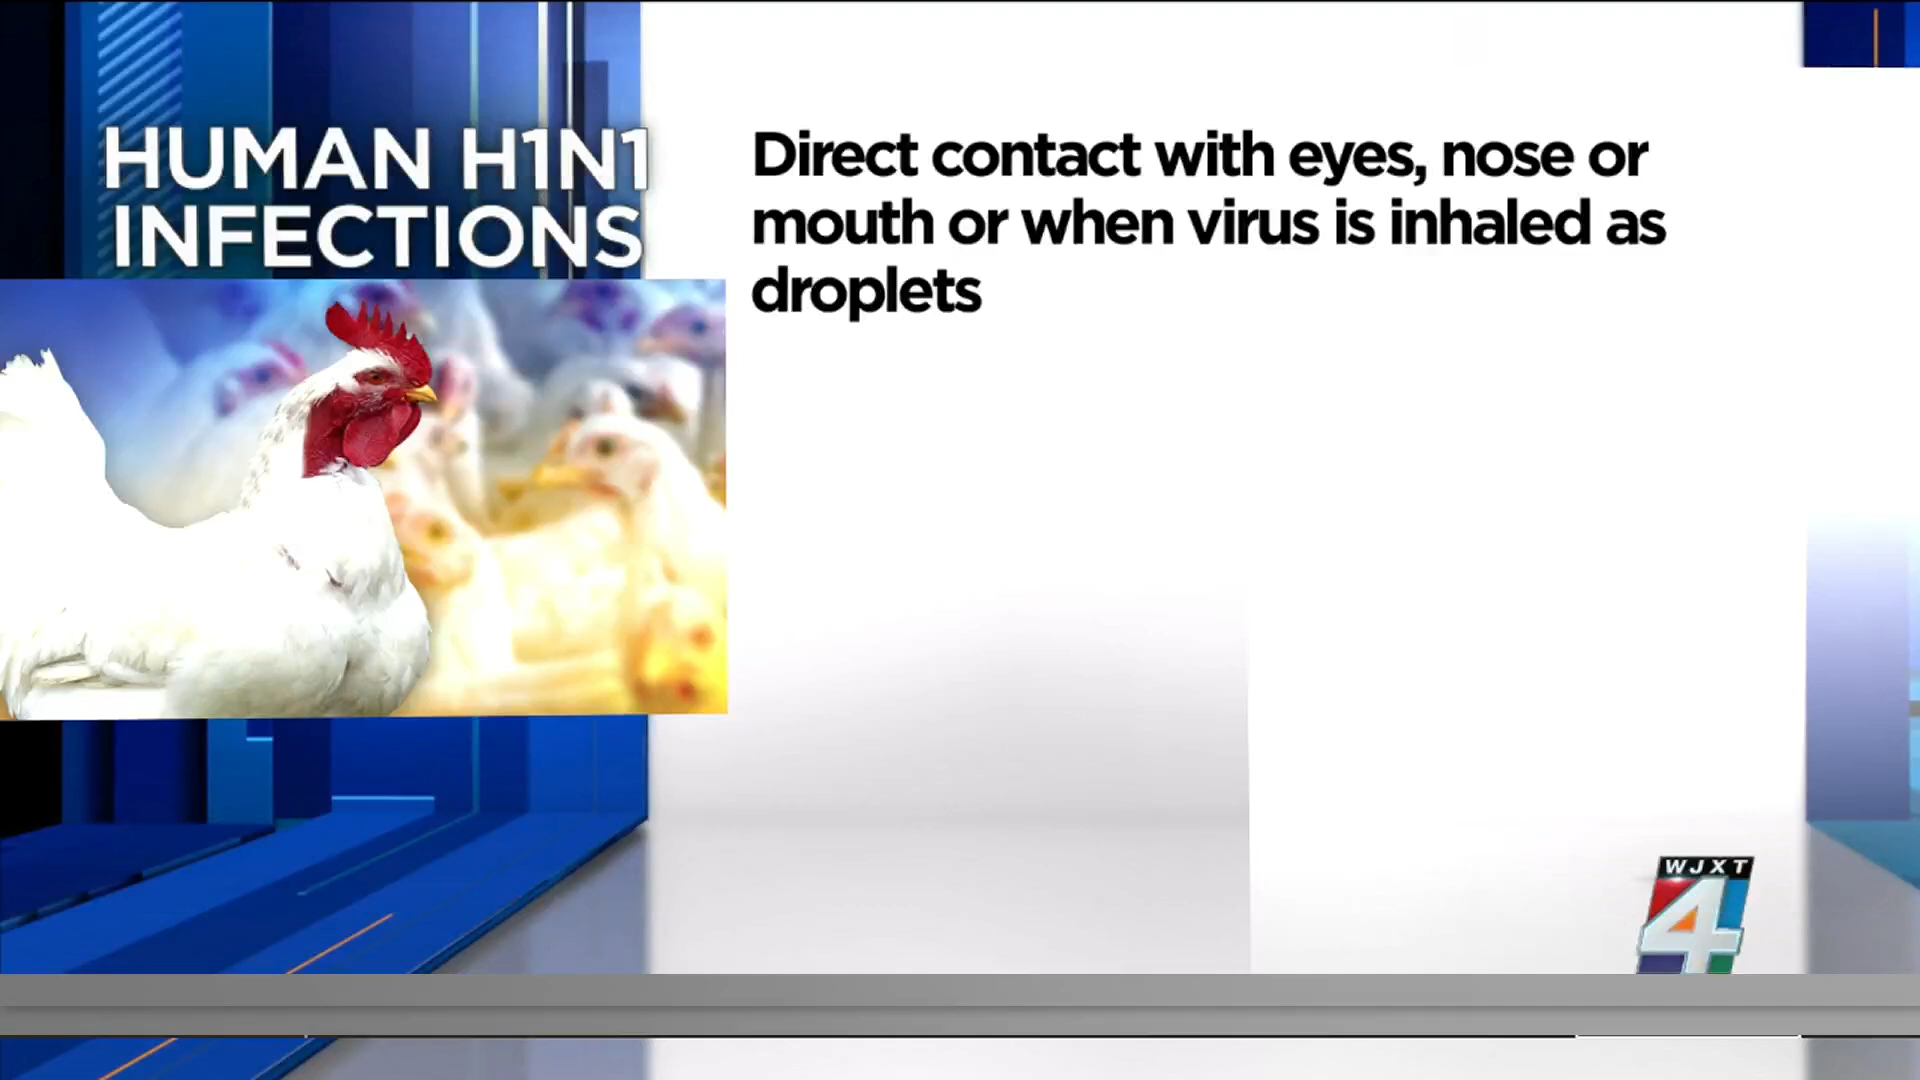 HUMAN H1N1
INFECTIONS
Direct contact with eyes, nose or
mouth or when virus is inhaled as
droplets
WJXT
4